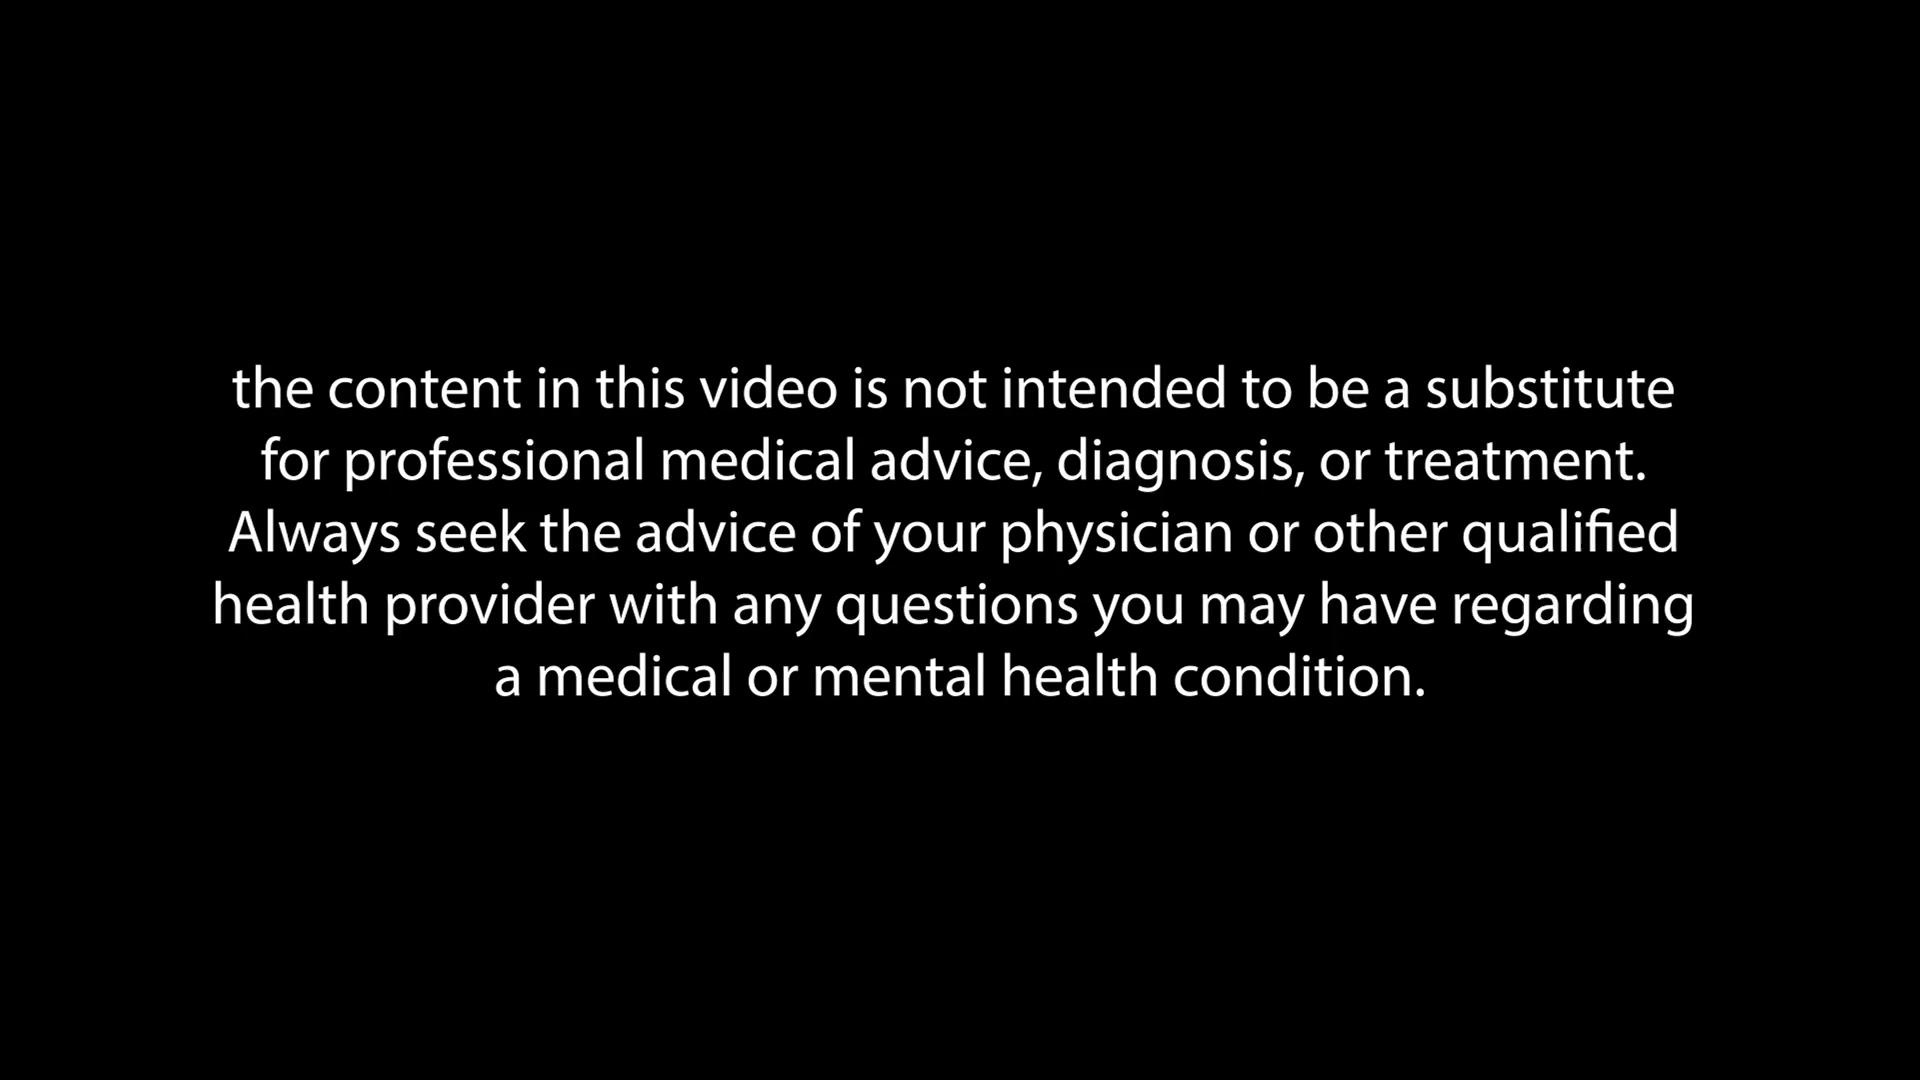 the content in this video is not intended to be a substitute
for professional medical advice, diagnosis, or treatment.
Always seek the advice of your physician or other qualified
health provider with any questions you may have regarding
a medical or mental health condition.